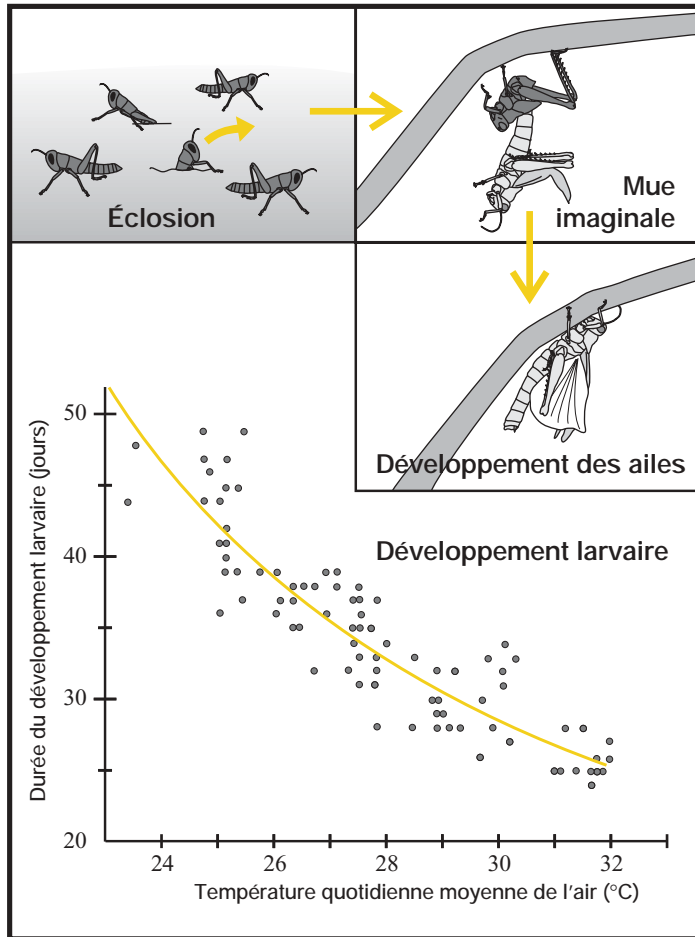 Éclosion
Mue
imaginale
Développement des ailes
Développement larvaire
Durée du développement larvaire (jours)
50
40
30
20
24
26
28
30
32
Température quotidienne moyenne de l'air (°C)